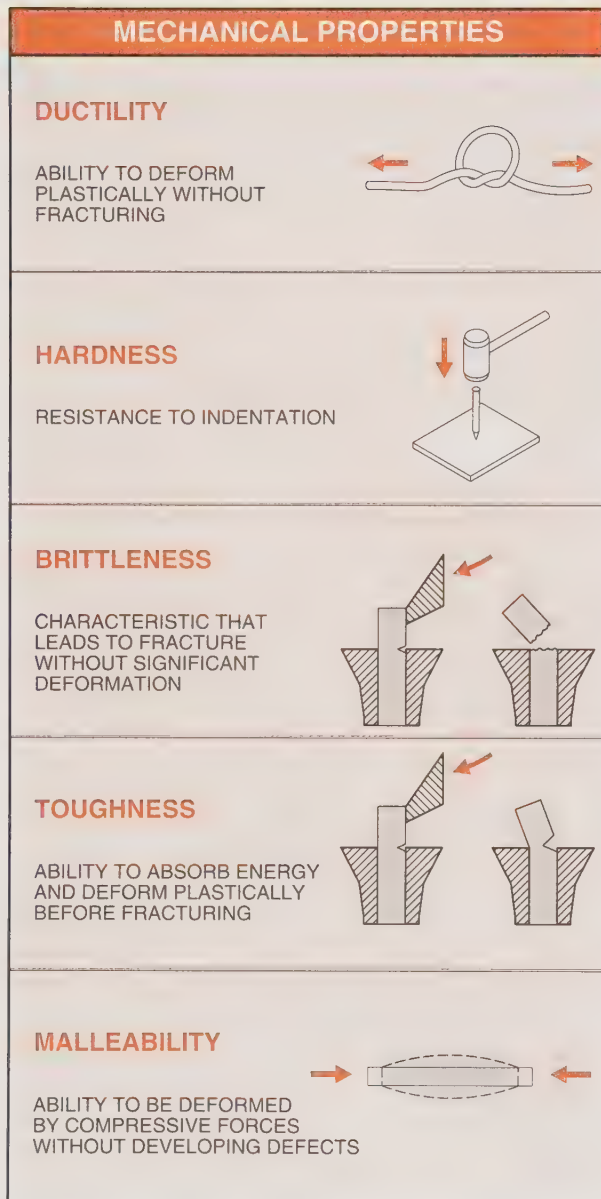 MECHANICAL PROPERTIES
DUCTILITY
ABILITY TO DEFORM
PLASTICALLY WITHOUT
FRACTURING
HARDNESS
RESISTANCE TO INDENTATION
BRITTLENESS
CHARACTERISTIC THAT
LEADS TO FRACTURE
WITHOUT SIGNIFICANT
DEFORMATION
TOUGHNESS
ABILITY TO ABSORB ENERGY
AND DEFORM PLASTICALLY
BEFORE FRACTURING
MALLEABILITY
ABILITY TO BE DEFORMED
BY COMPRESSIVE FORCES
WITHOUT DEVELOPING DEFECTS